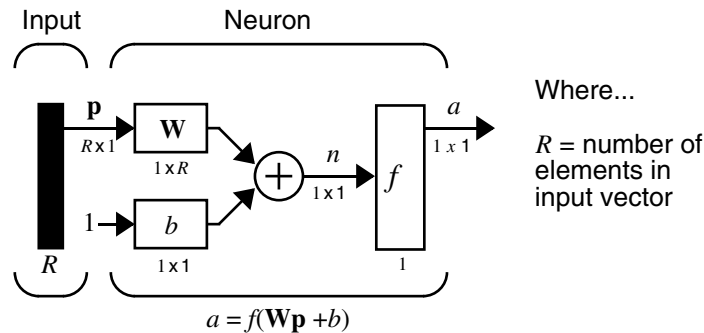 Input
Neuron
p
W
R x 1
1 x R
1
b
1 x 1
R
n
1 x 1
f
1
a
1 x 1
a = f(Wp +b)
Where...
R = number of
elements in
input vector